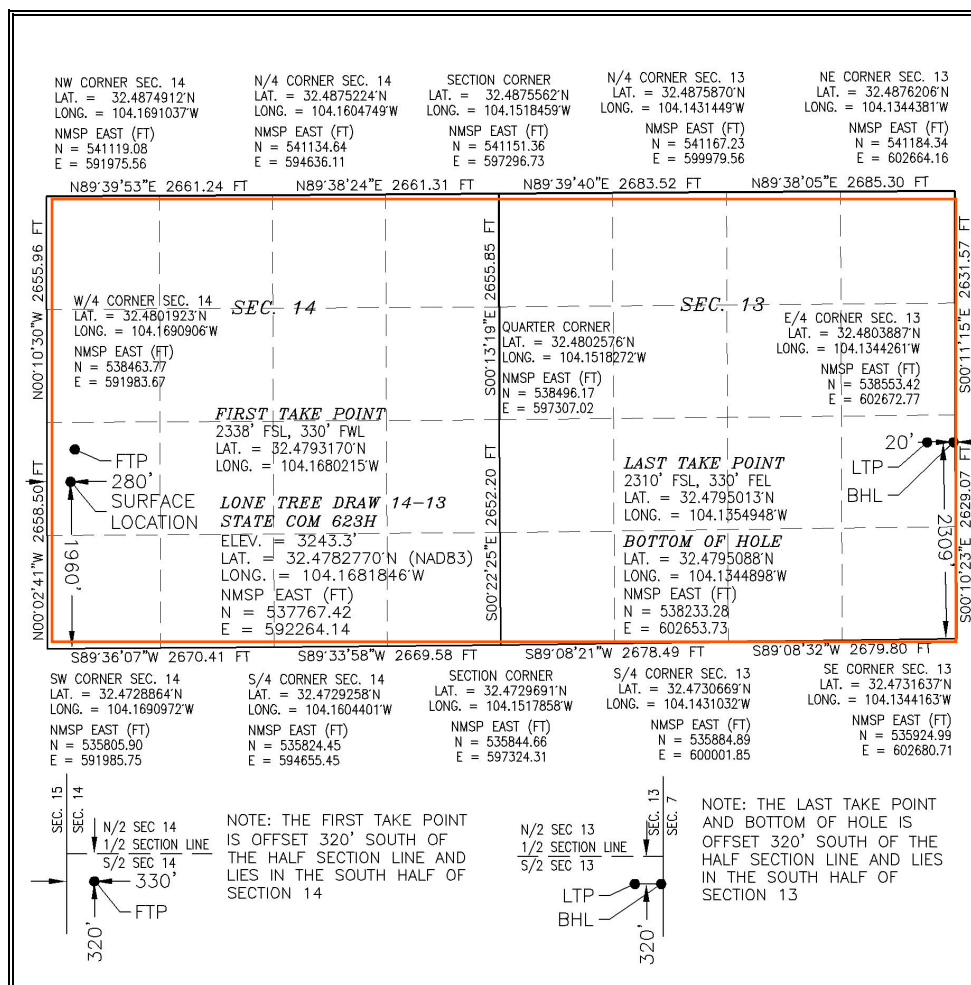 NW CORNER SEC. 14
LAT. = 32.4874912°N
LONG. = 104.1691037°W
NMSP EAST (FT)
N = 541119.08
E = 591975.56
N/4 CORNER SEC. 14
LAT. = 32.4875224°N
LONG. = 104.1604749°W
NMSP EAST (FT)
N = 541134.64
E = 594636.11
SECTION CORNER
LAT. = 32.4875562°N
LONG. = 104.1518459°W
NMSP EAST (FT)
N = 541151.36
E = 597296.73
N/4 CORNER SEC. 13
LAT. = 32.4875870°N
LONG. = 104.1431449°W
NMSP EAST (FT)
N = 541167.23
E = 599979.56
NE CORNER SEC. 13
LAT. = 32.4876206°N
LONG. = 104.1344381°W
NMSP EAST (FT)
N = 541184.34
E = 602664.16
N89°39'53"E 2661.24 FT
N89°38'24"E 2661.31 FT
N89°39'40"E 2683.52 FT
N89°38'05"E 2685.30 FT
N00°10'30"W 2655.96 FT
N00°02'41"W 2658.50 FT
S00°13'19"E 2655.85 FT
S00°22'25"E 2652.20 FT
S00°11'15"E 2631.57 FT
S00°10'23"E 2629.07 FT
W/4 CORNER SEC. 14
LAT. = 32.4801923°N
LONG. = 104.1690906°W
NMSP EAST (FT)
N = 538463.77
E = 591983.67
SEC. 14
SEC. 13
QUARTER CORNER
LAT. = 32.4802576°N
LONG. = 104.1518272°W
NMSP EAST (FT)
N = 538496.17
E = 597307.02
E/4 CORNER SEC. 13
LAT. = 32.4803887°N
LONG. = 104.1344261°W
NMSP EAST (FT)
N = 538553.42
E = 602672.77
FIRST TAKE POINT
2338' FSL, 330' FWL
LAT. = 32.4793170°N
LONG. = 104.1680215°W
FTP
280'
SURFACE
LOCATION
1960'
LONE TREE DRAW 14-13
STATE COM 623H
ELEV. = 3243.3'
LAT. = 32.4782770°N (NAD83)
LONG. = 104.1681846°W
NMSP EAST (FT)
N = 537767.42
E = 592264.14
LAST TAKE POINT
2310' FSL, 330' FEL
LAT. = 32.4795013°N
LONG. = 104.1354948°W
BOTTOM OF HOLE
LAT. = 32.4795088°N
LONG. = 104.1344898°W
NMSP EAST (FT)
N = 538233.28
E = 602653.73
20'
LTP
BHL
2309'
S89°36'07"W 2670.41 FT
S89°33'58"W 2669.58 FT
S89°08'21"W 2678.49 FT
S89°08'32"W 2679.80 FT
SW CORNER SEC. 14
LAT. = 32.4728864°N
LONG. = 104.1690972°W
NMSP EAST (FT)
N = 535805.90
E = 591985.75
S/4 CORNER SEC. 14
LAT. = 32.4729258°N
LONG. = 104.1604401°W
NMSP EAST (FT)
N = 535824.45
E = 594655.45
SECTION CORNER
LAT. = 32.4729691°N
LONG. = 104.1517858°W
NMSP EAST (FT)
N = 535844.66
E = 597324.31
S/4 CORNER SEC. 13
LAT. = 32.4730669°N
LONG. = 104.1431032°W
NMSP EAST (FT)
N = 535884.89
E = 600001.85
SE CORNER SEC. 13
LAT. = 32.4731637°N
LONG. = 104.1344163°W
NMSP EAST (FT)
N = 535924.99
E = 602680.71
SEC. 15
SEC. 14
N/2 SEC 14
1/2 SECTION LINE
S/2 SEC 14
330'
FTP
320'
NOTE: THE FIRST TAKE POINT
IS OFFSET 320' SOUTH OF
THE HALF SECTION LINE AND
LIES IN THE SOUTH HALF OF
SECTION 14
N/2 SEC 13
1/2 SECTION LINE
S/2 SEC 13
SEC. 13
SEC. 7
LTP
BHL
320'
NOTE: THE LAST TAKE POINT
AND BOTTOM OF HOLE IS
OFFSET 320' SOUTH OF THE
HALF SECTION LINE AND LIES
IN THE SOUTH HALF OF
SECTION 13